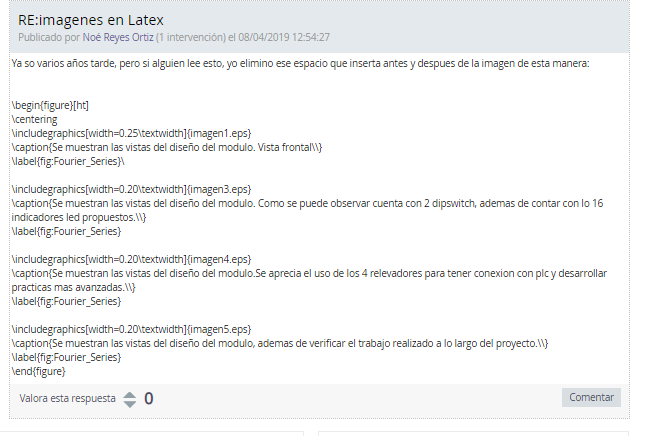 RE:imagenes en Latex
Publicado por Noé Reyes Ortiz (1 intervención) el 08/04/2019 12:54:27
Ya so varios años tarde, pero si alguien lee esto, yo elimino ese espacio que inserta antes y despues de la imagen de esta manera:
\begin{figure}[ht]
\centering
\includegraphics[width=0.25\textwidth]{imagen1.eps}
\caption{Se muestran las vistas del diseño del modulo. Vista frontal\\}
\label{fig:Fourier_Series}\
\includegraphics[width=0.20\textwidth]{imagen3.eps}
\caption{Se muestran las vistas del diseño del modulo. Como se puede observar cuenta con 2 dipswitch, ademas de contar con lo 16
indicadores led propuestos.\\}
\label{fig:Fourier_Series}
\includegraphics[width=0.20\textwidth]{imagen4.eps}
\caption{Se muestran las vistas del diseño del modulo.Se aprecia el uso de los 4 relevadores para tener conexion con plc y desarrollar
practicas mas avanzadas.\\}
\label{fig:Fourier_Series}
\includegraphics[width=0.20\textwidth]{imagen5.eps}
\caption{Se muestran las vistas del diseño del modulo, ademas de verificar el trabajo realizado a lo largo del proyecto.\\}
\label{fig:Fourier_Series}
\end{figure}
Valora esta respuesta 0 Comentar